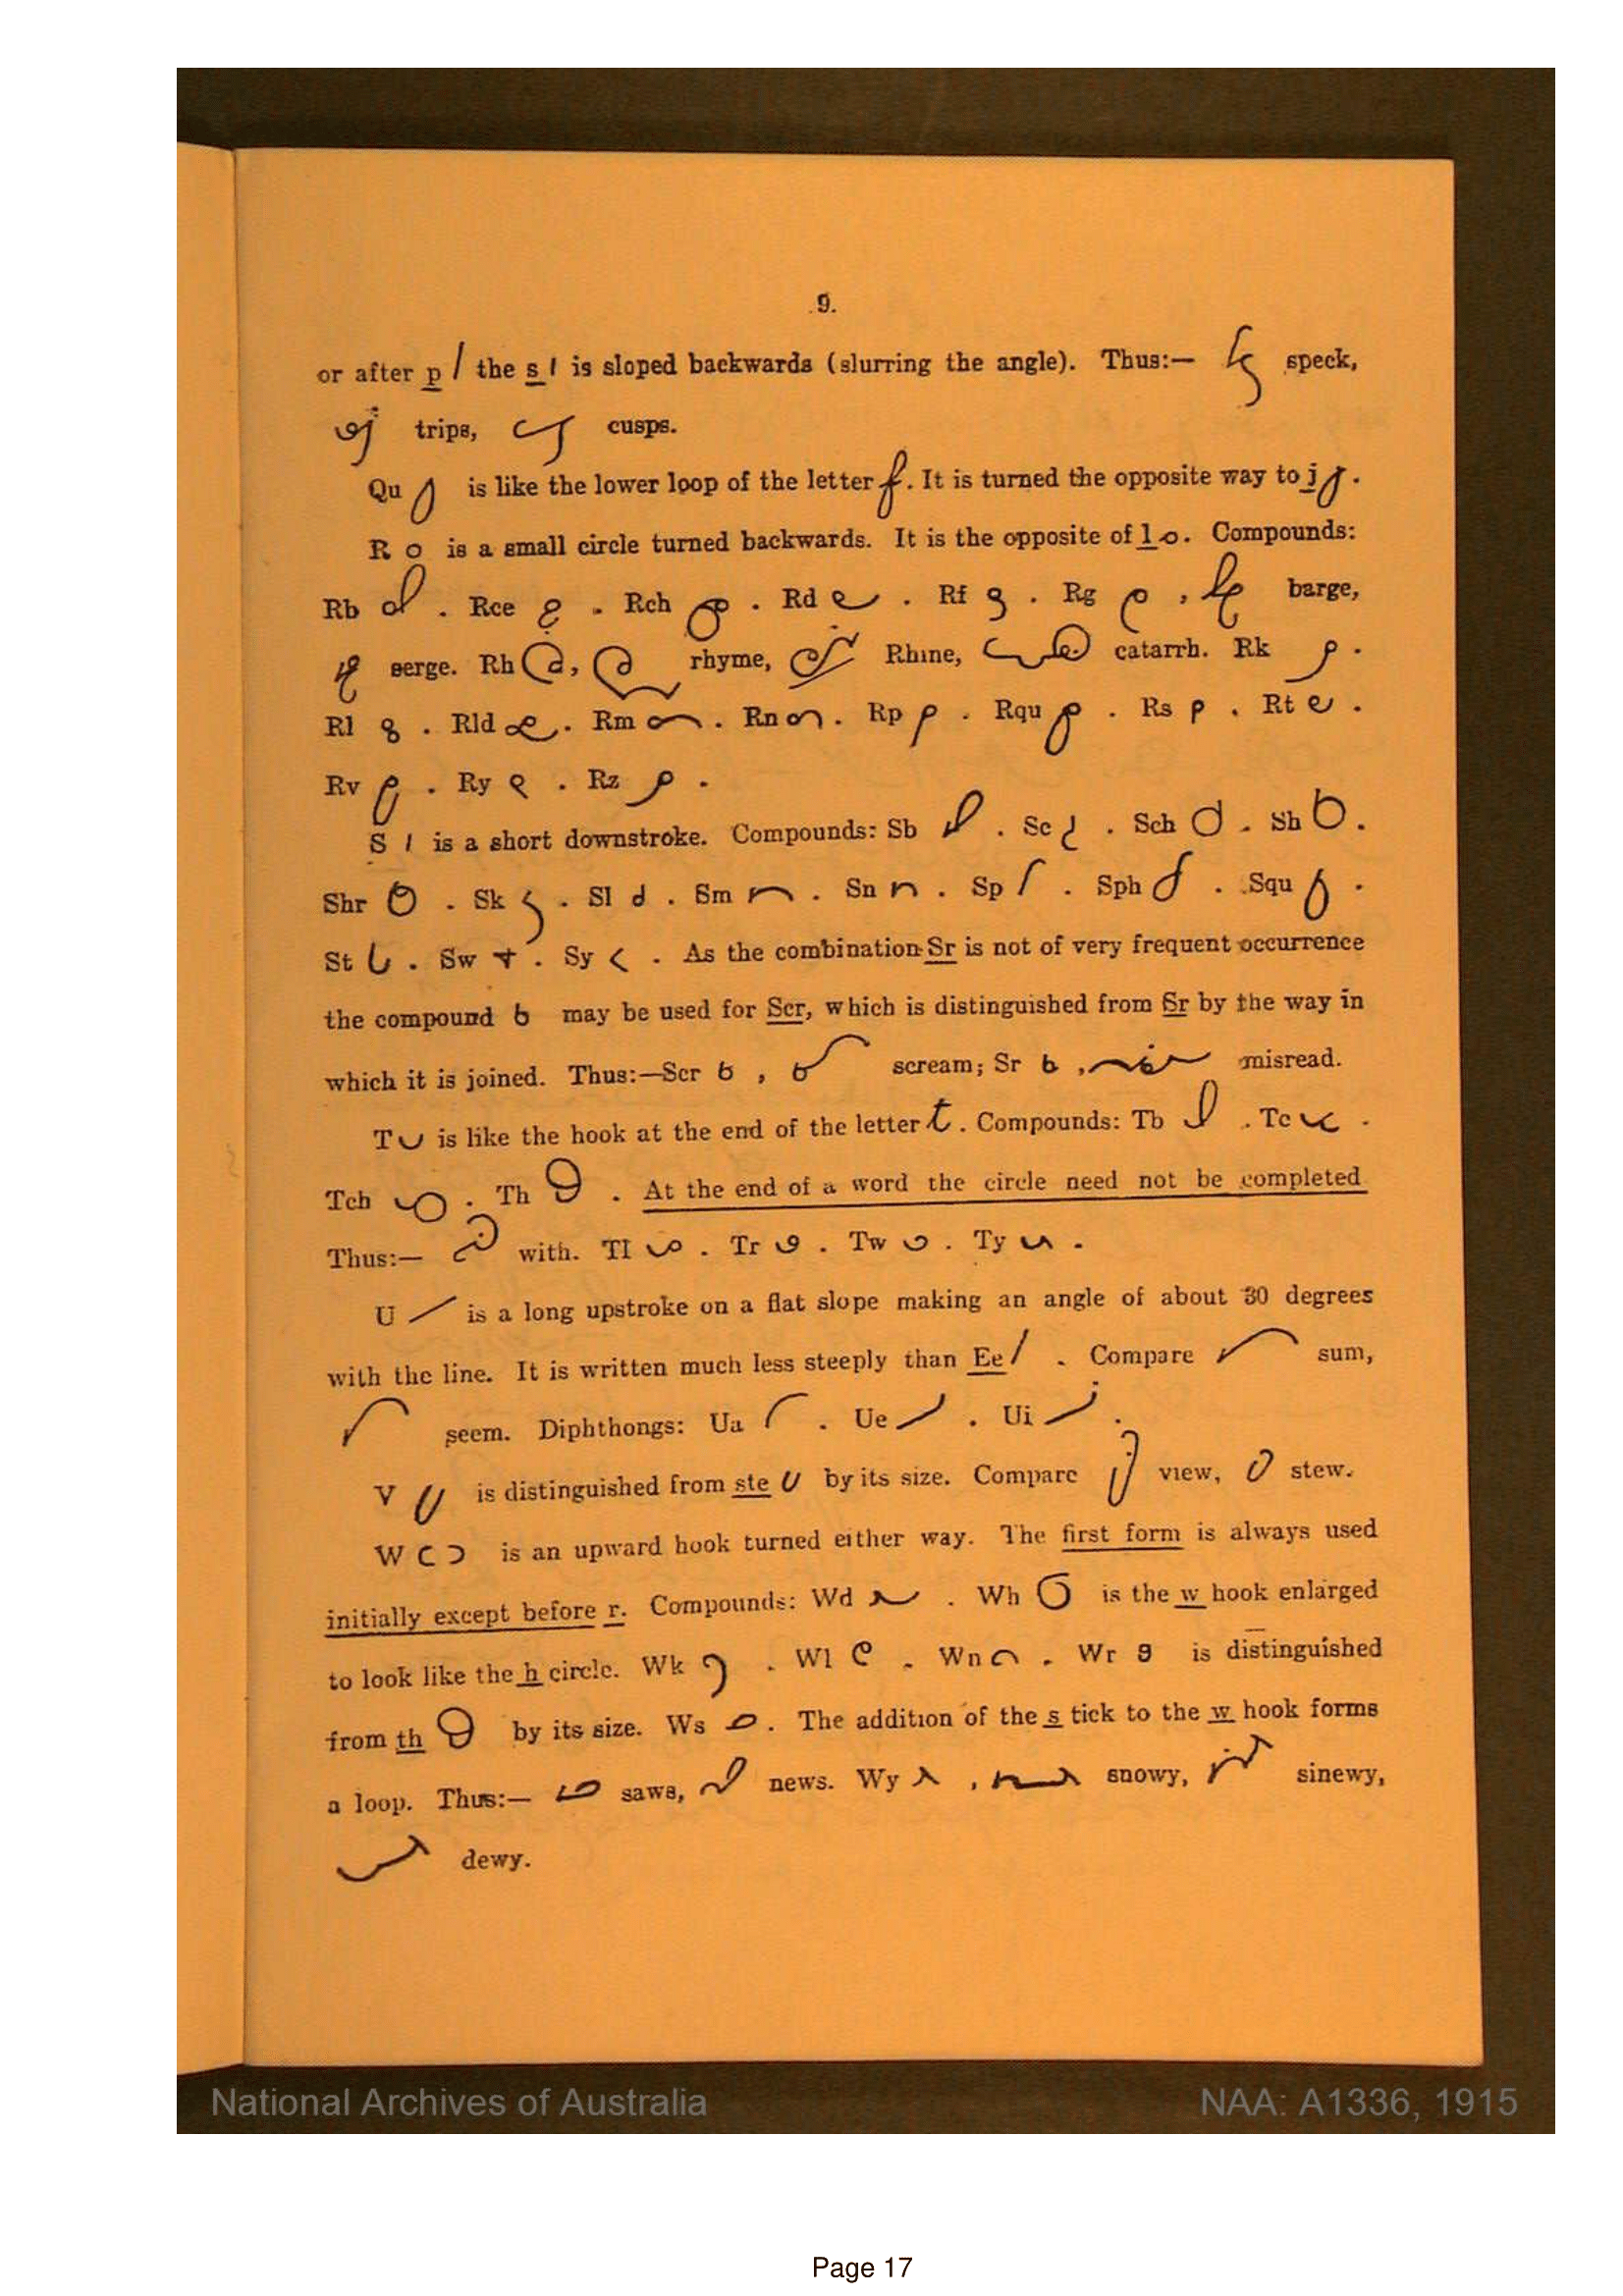 9.
or after p the s is sloped backwards (slurring the angle). Thus:— speck,
trips, cusps.
Qu is like the lower loop of the letter f. It is turned the opposite way to j .
R is a small circle turned backwards. It is the opposite of l . Compounds:
Rb . Rce . Rch . Rd . Rf . Rg , barge,
serge. Rh , rhyme, Rhine, catarrh. Rk .
Rl . Rld . Rm . Rn . Rp . Rqu . Rs . Rt .
Rv . Ry . Rz .
S is a short downstroke. Compounds: Sb . Sc . Sch . Sh .
Shr . Sk . Sl . Sm . Sn . Sp . Sph . Squ .
St . Sw . Sy . As the combination Sr is not of very frequent occurrence
the compound may be used for Scr, which is distinguished from Sr by the way in
which it is joined. Thus:—Scr , scream; Sr , misread.
T is like the hook at the end of the letter t . Compounds: Tb . Tc .
Tch . Th . At the end of a word the circle need not be completed
Thus:— with. Tl . Tr . Tw . Ty .
U is a long upstroke on a flat slope making an angle of about 30 degrees
with the line. It is written much less steeply than Ee . Compare sum,
seem. Diphthongs: Ua . Ue . Ui .
V is distinguished from ste by its size. Compare view, stew.
W is an upward hook turned either way. The first form is always used
initially except before r. Compounds: Wd . Wh is the w hook enlarged
to look like the h circle. Wk . Wl . Wn . Wr is distinguished
from th by its size. Ws . The addition of the s tick to the w hook forms
a loop. Thus:— saws, news. Wy , snowy, sinewy,
dewy.
National Archives of Australia NAA: A1336, 1915
Page 17